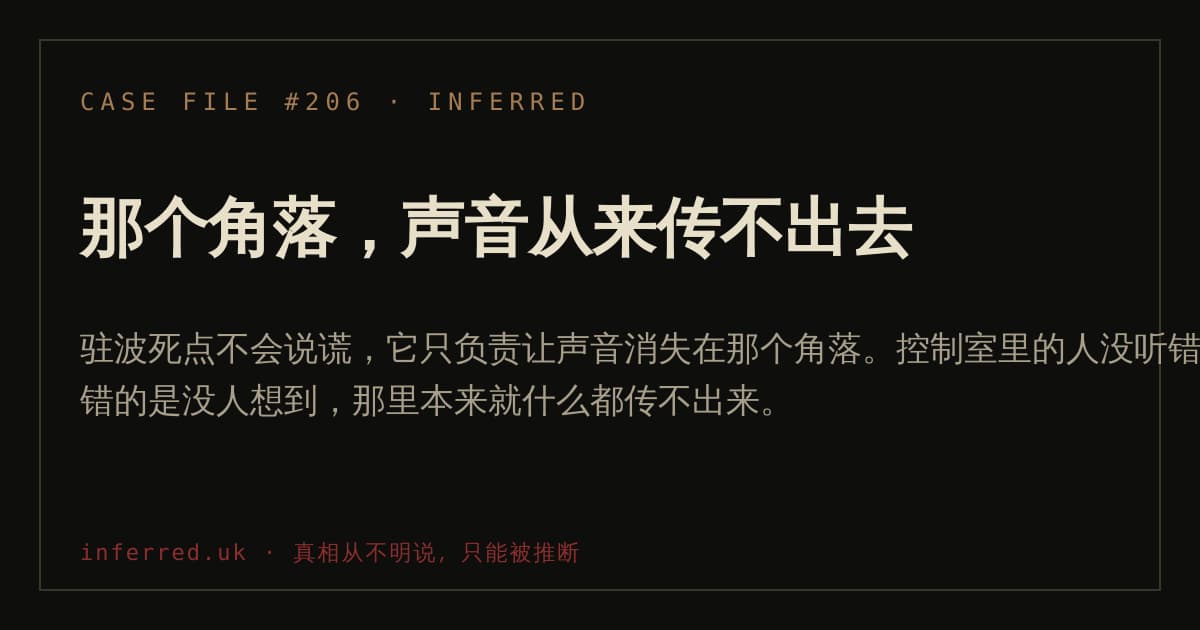 CASE FILE #206 · INFERRED
那个角落，声音从来传不出去
驻波死点不会说谎，它只负责让声音消失在那个角落。控制室里的人没听错
错的是没人想到，那里本来就什么都传不出来。
inferred.uk · 真相从不明说，只能被推断